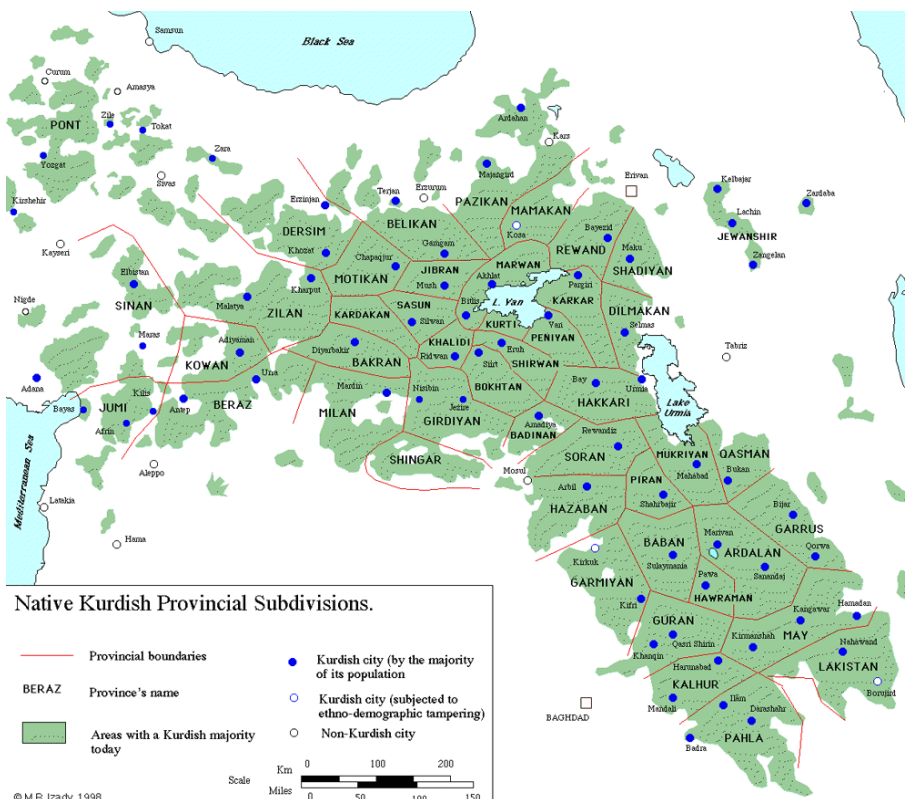 Samsun
Black Sea
Curum
Amasya
PONT
Zile
Tokat
Yozgat
Zara
Sivas
Kirshehir
Kayseri
Nigde
Adana
Ardahan
Kars
Majangird
Erivan
Kelbajar
Zardaba
Lachin
JEWANSHIR
Zangelan
Erzinjan
Terjan
Erzurum
PAZIKAN
MAMAKAN
Kosa
DERSIM
BELIKAN
REWAND
Bayezid
Maku
SHADIYAN
Khozat
Chapaqjur
Gamgam
MOTIKAN
JIBRAN
MARWAN
Akhlat
Pargiri
Kharput
Mush
L. Van
KARKAR
DILMAKAN
Elbistan
SINAN
Malatya
ZILAN
KARDAKAN
SASUN
Silwan
Bitlis
KURTI
Van
PENIYAN
Selmas
Tabriz
Maras
Adiyaman
KOWAN
Diyarbakir
BAKRAN
KHALIDI
Ridwan
Siirt
Eruh
SHIRWAN
Una
Bay
Urmia
HAKKARI
Lake
Urmia
Kilis
JUMI
Bayas
Afrin
Antep
BERAZ
MILAN
Mardin
Nisibin
Jezire
BOKHTAN
GIRDIYAN
Amadiya
BADINAN
SHINGAR
Mosul
Aleppo
Mediterranean Sea
Latakia
Hama
Rewandiz
SORAN
MUKRIYAN
Mahabad
QASMAN
Bukan
PIRAN
Shahrbajir
Arbil
HAZABAN
Bijar
GARRUS
BABAN
Marivan
ARDALAN
Qorwa
Kirkuk
Sulaymania
Sanandaj
GARMIYAN
Pawa
HAWRAMAN
Kifri
GURAN
Kangawar
Hamadan
MAY
Qasri Shirin
Kirmanshah
Nahawand
Khanqin
Harunabad
LAKISTAN
KALHUR
Borujird
Mandali
Ilam
Darashahr
BAGHDAD
Badra
PAHLA
Native Kurdish Provincial Subdivisions.
Provincial boundaries
BERAZ
Province's name
Areas with a Kurdish majority
today
Kurdish city (by the majority
of its population
Kurdish city (subjected to
ethno-demographic tampering)
Non-Kurdish city
Km
0 100 200
Scale
Miles
0 50 100 150
© M.R. Izady, 1998